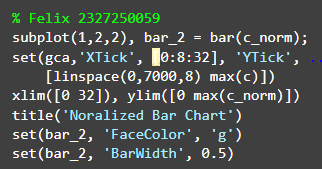 % Felix 2327250059
subplot(1,2,2), bar_2 = bar(c_norm);
set(gca,'XTick', [0:8:32], 'YTick', ...
[linspace(0,7000,8) max(c)])
xlim([0 32]), ylim([0 max(c_norm)])
title('Noralized Bar Chart')
set(bar_2, 'FaceColor', 'g')
set(bar_2, 'BarWidth', 0.5)